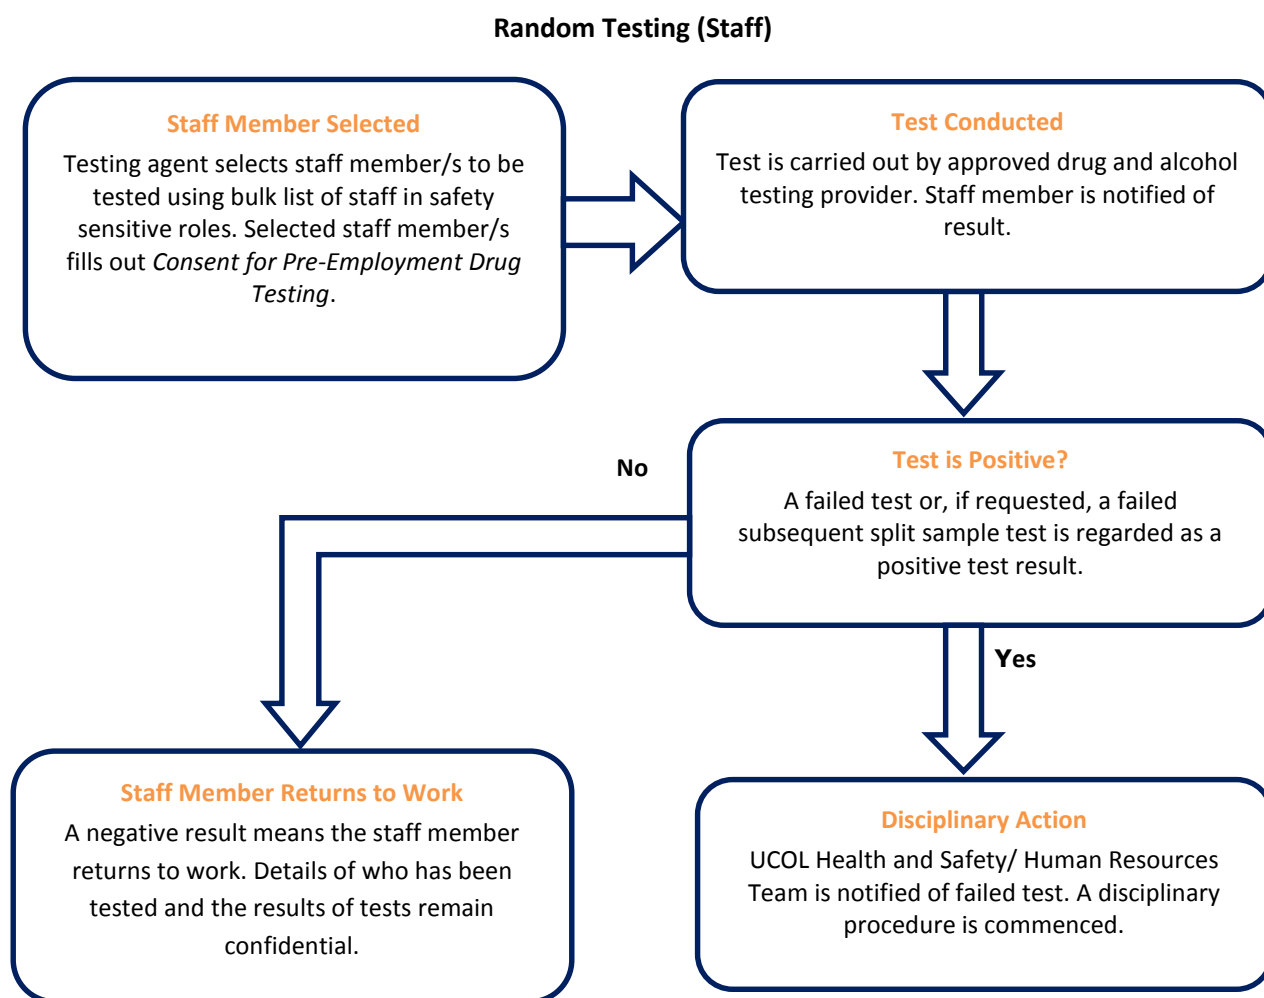 Random Testing (Staff)
Staff Member Selected
Testing agent selects staff member/s to be
tested using bulk list of staff in safety
sensitive roles. Selected staff member/s
fills out Consent for Pre-Employment Drug
Testing.
Test Conducted
Test is carried out by approved drug and alcohol
testing provider. Staff member is notified of
result.
Test is Positive?
A failed test or, if requested, a failed
subsequent split sample test is regarded as a
positive test result.
No
Yes
Staff Member Returns to Work
A negative result means the staff member
returns to work. Details of who has been
tested and the results of tests remain
confidential.
Disciplinary Action
UCOL Health and Safety/ Human Resources
Team is notified of failed test. A disciplinary
procedure is commenced.